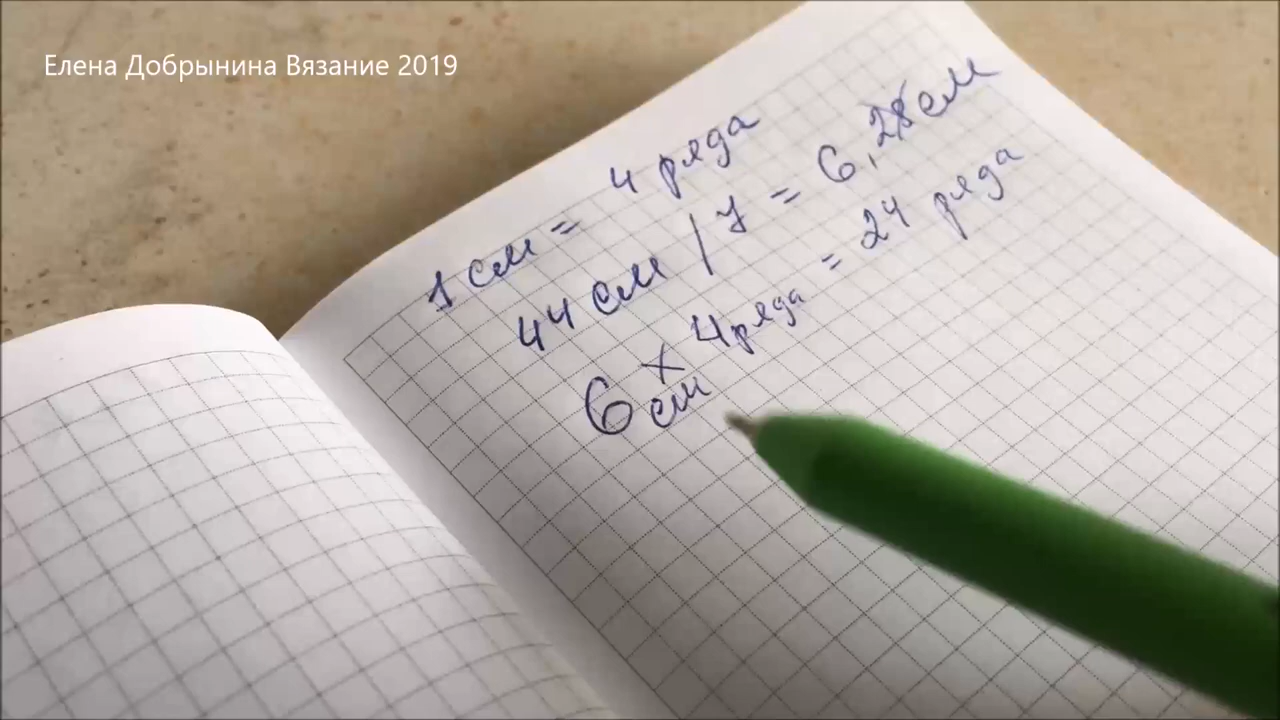 Елена Добрынина Вязание 2019
1 см = 4 ряда
44 см / 7 = 6,28 см
6 см х 4 ряда = 24 ряда